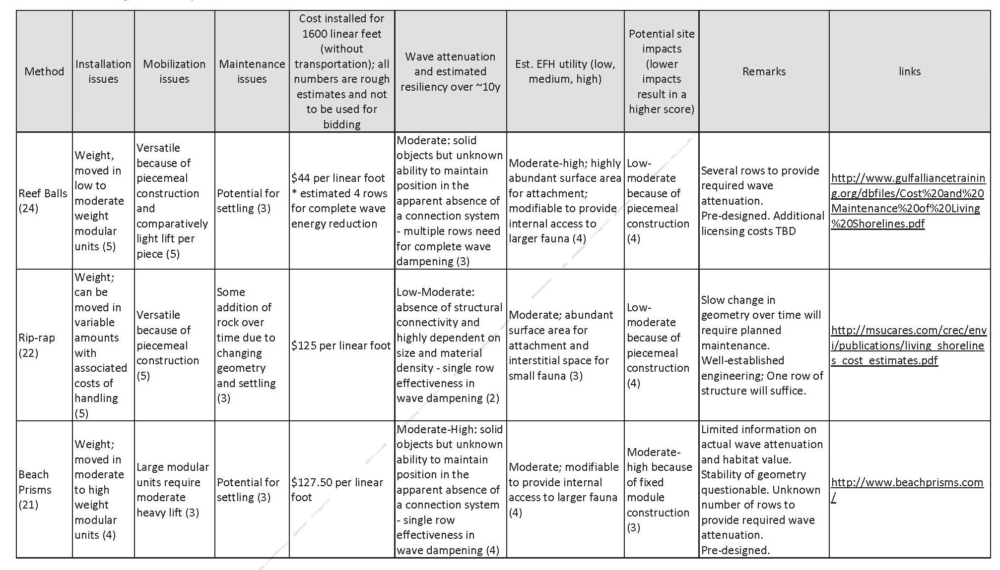 Method
Installation
issues
Mobilization
issues
Maintenance
issues
Cost installed for
1600 linear feet
(without
transportation); all
numbers are rough
estimates and not
to be used for
bidding
Wave attenuation
and estimated
resiliency over ~10y
Est. EFH utility (low,
medium, high)
Potential site
impacts
(lower
impacts
result in a
higher score)
Remarks
links
Reef Balls
(24)
Weight,
moved in
low to
moderate
weight
modular
units (5)
Versatile
because of
piecemeal
construction
and
comparatively
light lift per
piece (5)
Potential for
settling (3)
$44 per linear foot
* estimated 4 rows
for complete wave
energy reduction
Moderate: solid
objects but unknown
ability to maintain
position in the
apparent absence of
a connection system
- multiple rows need
for complete wave
dampening (3)
Moderate-high; highly
abundant surface area
for attachment;
modifiable to provide
internal access to
larger fauna (4)
Low-
moderate
because of
piecemeal
construction
(4)
Several rows to provide
required wave
attenuation.
Pre-designed. Additional
licensing costs TBD
http://www.gulfalliancetrainin
g.org/dbfiles/Cost%20and%20
Maintenance%20of%20Living
%20Shorelines.pdf
Rip-rap
(22)
Weight;
can be
moved in
variable
amounts
with
associated
costs of
handling
(5)
Versatile
because of
piecemeal
construction
(5)
Some
addition of
rock over
time due to
changing
geometry
and settling
(3)
$125 per linear foot
Low-Moderate:
absence of structural
connectivity and
highly dependent on
size and material
density - single row
effectiveness in
wave dampening (2)
Moderate; abundant
surface area for
attachment and
interstitial space for
small fauna (3)
Low-
moderate
because of
piecemeal
construction
(4)
Slow change in
geometry over time will
require planned
maintenance.
Well-established
engineering; One row of
structure will suffice.
http://msucares.com/crec/env
i/publications/living_shoreline
s_cost_estimates.pdf
Beach
Prisms
(21)
Weight;
moved in
moderate
to high
weight
modular
units (4)
Large modular
units require
moderate
heavy lift (3)
Potential for
settling (3)
$127.50 per linear
foot
Moderate-High: solid
objects but unknown
ability to maintain
position in the
apparent absence of
a connection system
- single row
effectiveness in
wave dampening (4)
Moderate; modifiable
to provide internal
access to larger fauna
(4)
Moderate-
high because
of fixed
module
construction
(3)
Limited information on
actual wave attenuation
and habitat value.
Stability of geometry
questionable. Unknown
number of rows to
provide required wave
attenuation.
Pre-designed.
http://www.beachprisms.com
/